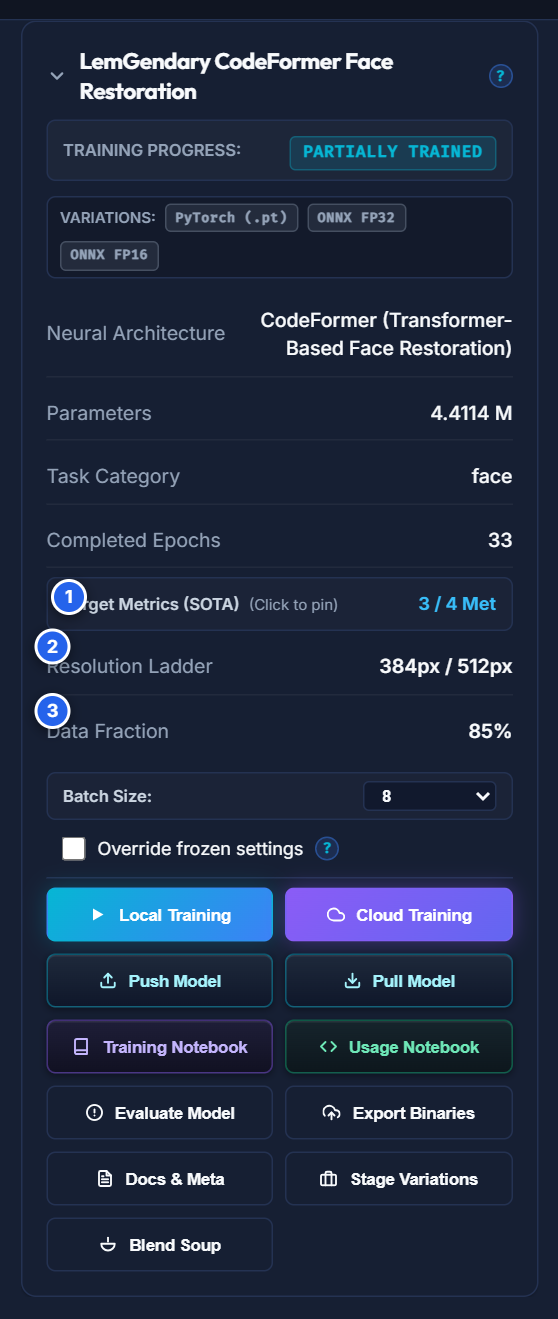 LemGendary CodeFormer Face
Restoration
?
TRAINING PROGRESS: PARTIALLY TRAINED
VARIATIONS: PyTorch (.pt) ONNX FP32
ONNX FP16
Neural Architecture CodeFormer (Transformer-
Based Face Restoration)
Parameters 4.4114 M
Task Category face
Completed Epochs 33
1 rget Metrics (SOTA) (Click to pin) 3 / 4 Met
2
Resolution Ladder 384px / 512px
3
Data Fraction 85%
Batch Size: 8
Override frozen settings ?
Local Training Cloud Training
Push Model Pull Model
Training Notebook Usage Notebook
Evaluate Model Export Binaries
Docs & Meta Stage Variations
Blend Soup